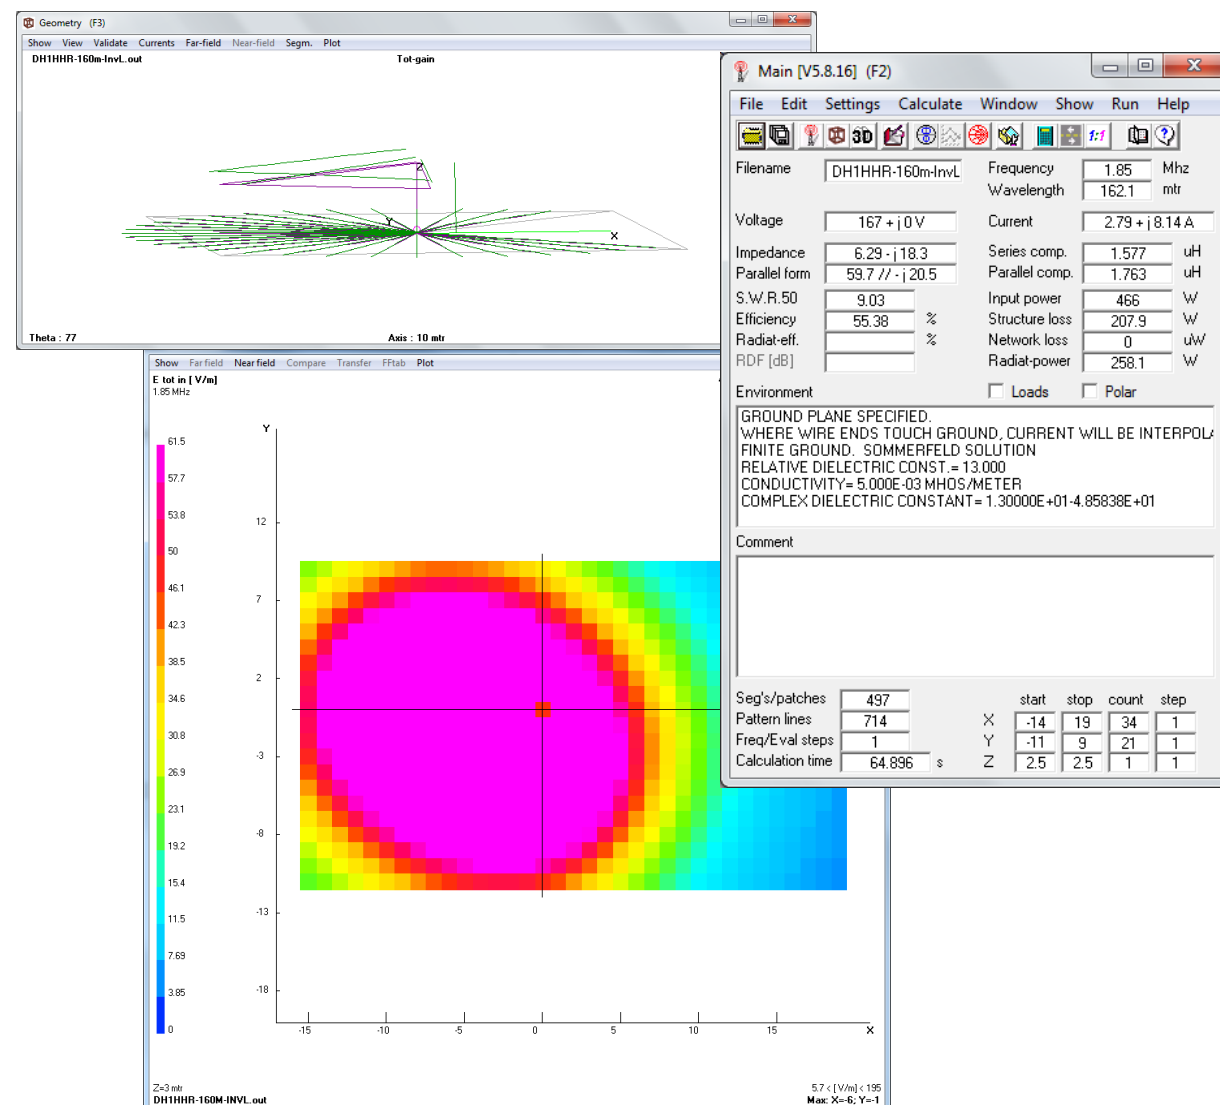 Geometry (F3)
Show View Validate Currents Far-field Near-field Segm. Plot
DH1HHR-160m-InvL.out Tot-gain
Z
Y
X
Theta : 77 Axis : 10 mtr
Main [V5.8.16] (F2)
File Edit Settings Calculate Window Show Run Help
3D 1:1
Filename DH1HHR-160m-InvL Frequency 1.85 Mhz
Wavelength 162.1 mtr
Voltage 167 + j 0 V Current 2.79 + j 8.14 A
Impedance 6.29 - j 18.3 Series comp. 1.577 uH
Parallel form 59.7 // - j 20.5 Parallel comp. 1.763 uH
S.W.R.50 9.03 Input power 466 W
Efficiency 55.38 % Structure loss 207.9 W
Radiat-eff. % Network loss 0 uW
RDF [dB] Radiat-power 258.1 W
Environment Loads Polar
GROUND PLANE SPECIFIED.
WHERE WIRE ENDS TOUCH GROUND, CURRENT WILL BE INTERPOLA
FINITE GROUND. SOMMERFELD SOLUTION
RELATIVE DIELECTRIC CONST.= 13.000
CONDUCTIVITY= 5.000E-03 MHOS/METER
COMPLEX DIELECTRIC CONSTANT= 1.30000E+01-4.85838E+01
Comment
Seg's/patches 497 start stop count step
Pattern lines 714 X -14 19 34 1
Freq/Eval steps 1 Y -11 9 21 1
Calculation time 64.896 s Z 2.5 2.5 1 1
Show Far field Near field Compare Transfer FFtab Plot
E tot in [ V/m]
1.85 MHz
Y
61.5
57.7
53.8
50
46.1
42.3
38.5
34.6
30.8
26.9
23.1
19.2
15.4
11.5
7.69
3.85
0
12
7
2
-3
-8
-13
-18
-15 -10 -5 0 5 10 15 X
Z=3 mtr 5.7 < [V/m] < 195
DH1HHR-160M-INVL.out Max: X=-6; Y=-1